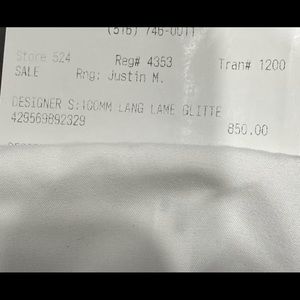 (516) 746-0011
Store 524 Reg# 4353 Tran# 1200
SALE Rng: Justin M.
DESIGNER S:100MM LANG LAME GLITTE
429569892329
850.00